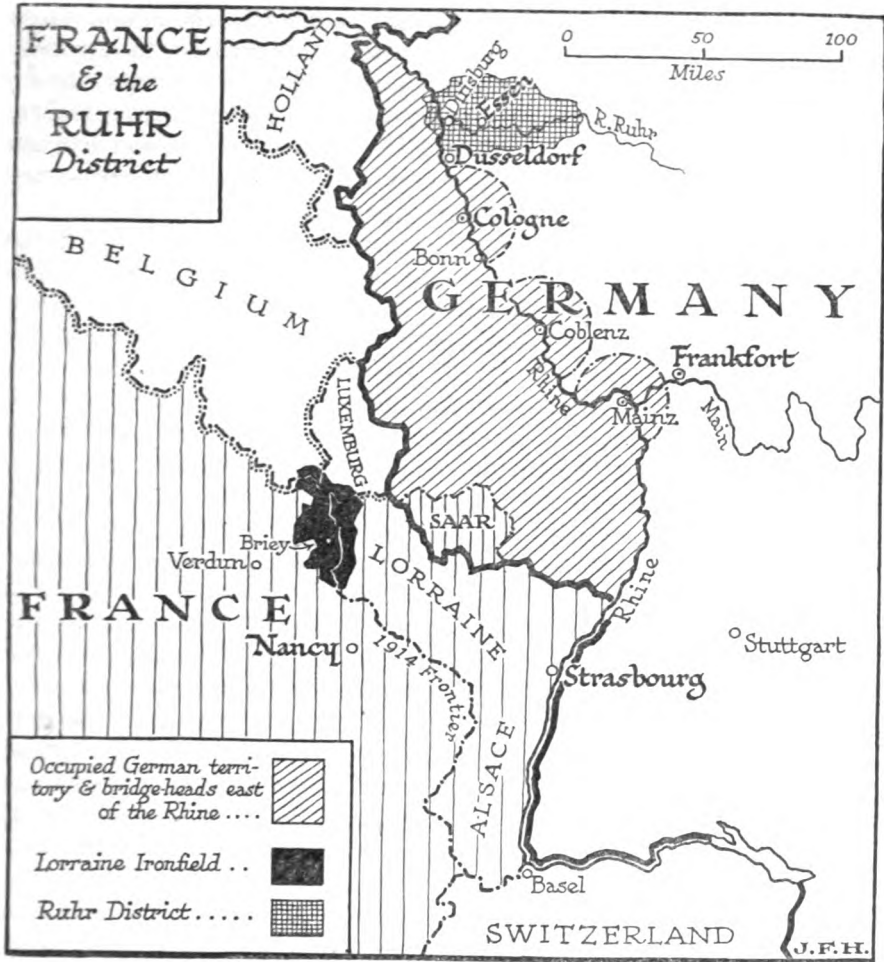 FRANCE
& the
RUHR
District
0 50 100
Miles
HOLLAND
Duisburg
Essen
R. Ruhr
Düsseldorf
Cologne
Bonn
BELGIUM
GERMANY
Coblenz
Frankfort
Rhine
Mainz
Main
LUXEMBURG
SAAR
Briey
Verdun
LORRAINE
Rhine
FRANCE
Nancy
1914 Frontier
Stuttgart
Strasbourg
ALSACE
Basel
SWITZERLAND
Occupied German terri-
tory & bridge-heads east
of the Rhine ....
Lorraine Ironfield ..
Ruhr District .....
J.F.H.